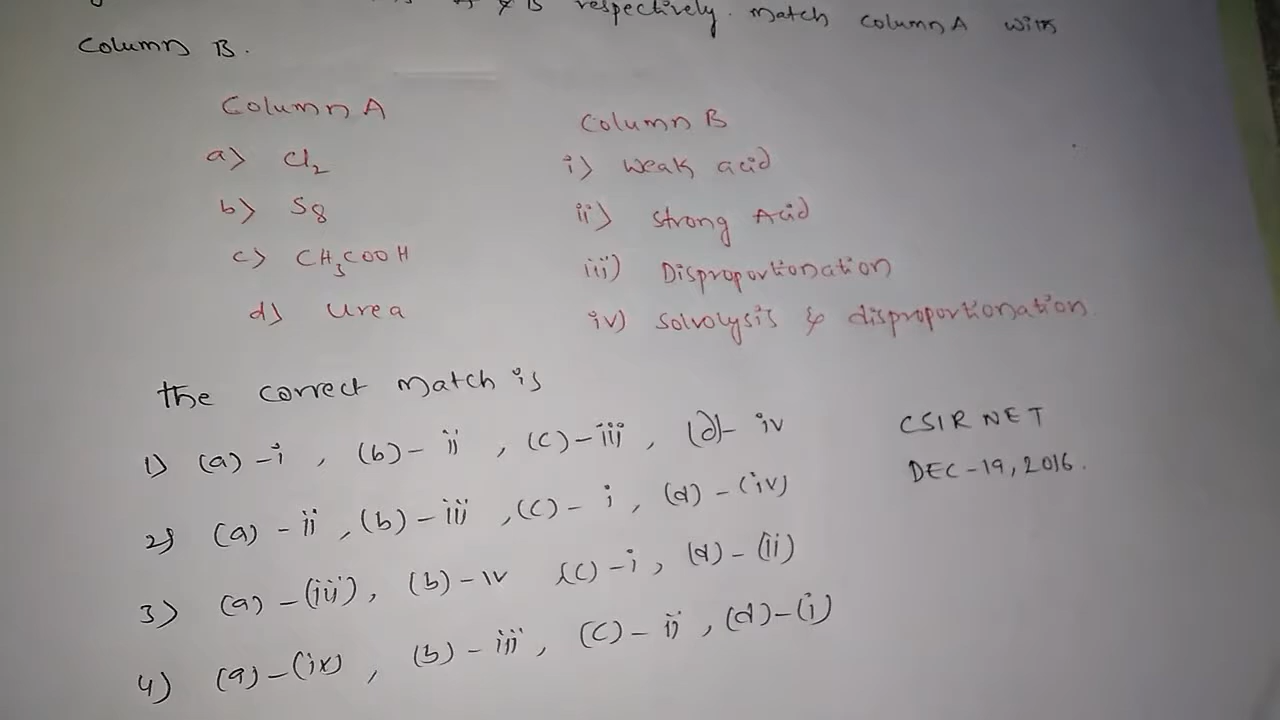 & B respectively. Match column A with
column B.
Column A
Column B
a) Cl2
i) Weak acid
b) S8
ii) Strong Acid
c) CH3COOH
iii) Disproportionation
d) Urea
iv) Solvolysis & disproportionation.
the correct Match is
1) (a) - i , (b) - ii , (c) - iii , (d) - iv
CSIR NET
DEC-19, 2016.
2) (a) - ii , (b) - iii , (c) - i , (d) - (iv)
3) (a) - (iii), (b) - iv (c) - i , (d) - (ii)
4) (a) - (ix) , (b) - iii , (c) - ii , (d) - (i)